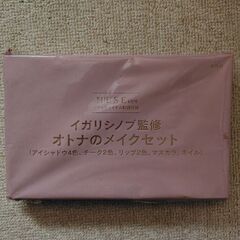 イガリシノブ監修
オトナのメイクセット
(アイシャドウ4色、チーク2色、リップ2色、マスカラ、ネイル)